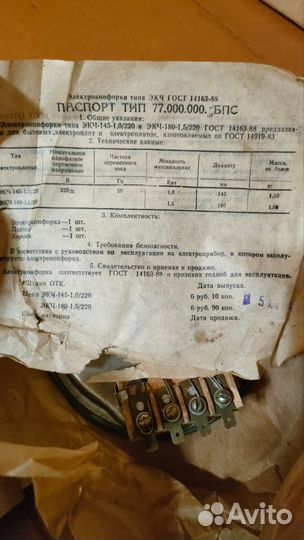 Электроконфорки типа ЭКЧ ГОСТ 14163-88
ПАСПОРТ ТИП 77.000.000. БПС
1. Общие указания:
Электроконфорки типа ЭКЧ-145-1,0/220 и ЭКЧ-180-1,5/220 ГОСТ 14163-88 предназна-
для бытовых электроплит и электроплиток, изготовляемых по ГОСТ 14919-83
2. Технические данные:
Тип электроплитки
Номинальное однофазное переменное напряжение
Частота переменного тока
Мощность максимальная
Диаметр
Масса, не более
В
Гц
Квт
мм
кг
ЭКЧ-145-1,0/220
220±
50
1,0
145
1,50
ЭКЧ-180-1,5/220
1,5
180
1,80
3. Комплектность:
Электроконфорка —1 шт.
—1 шт.
—1 шт.
4. Требования безопасности.
В соответствии с руководством по эксплуатации на электроприбор, в котором эксплу-
электроконфорка.
5. Свидетельство о приемке и продаже.
Электроконфорка соответствует ГОСТ 14163-88 и признана годной для эксплуатации.
Штамп ОТК.
Дата выпуска.
Цена ЭКЧ-145-1,0/220
6 руб. 10 коп.
ЭКЧ-180-1,5/220
6 руб. 90 коп.
магазина
Дата продажи.
Avito